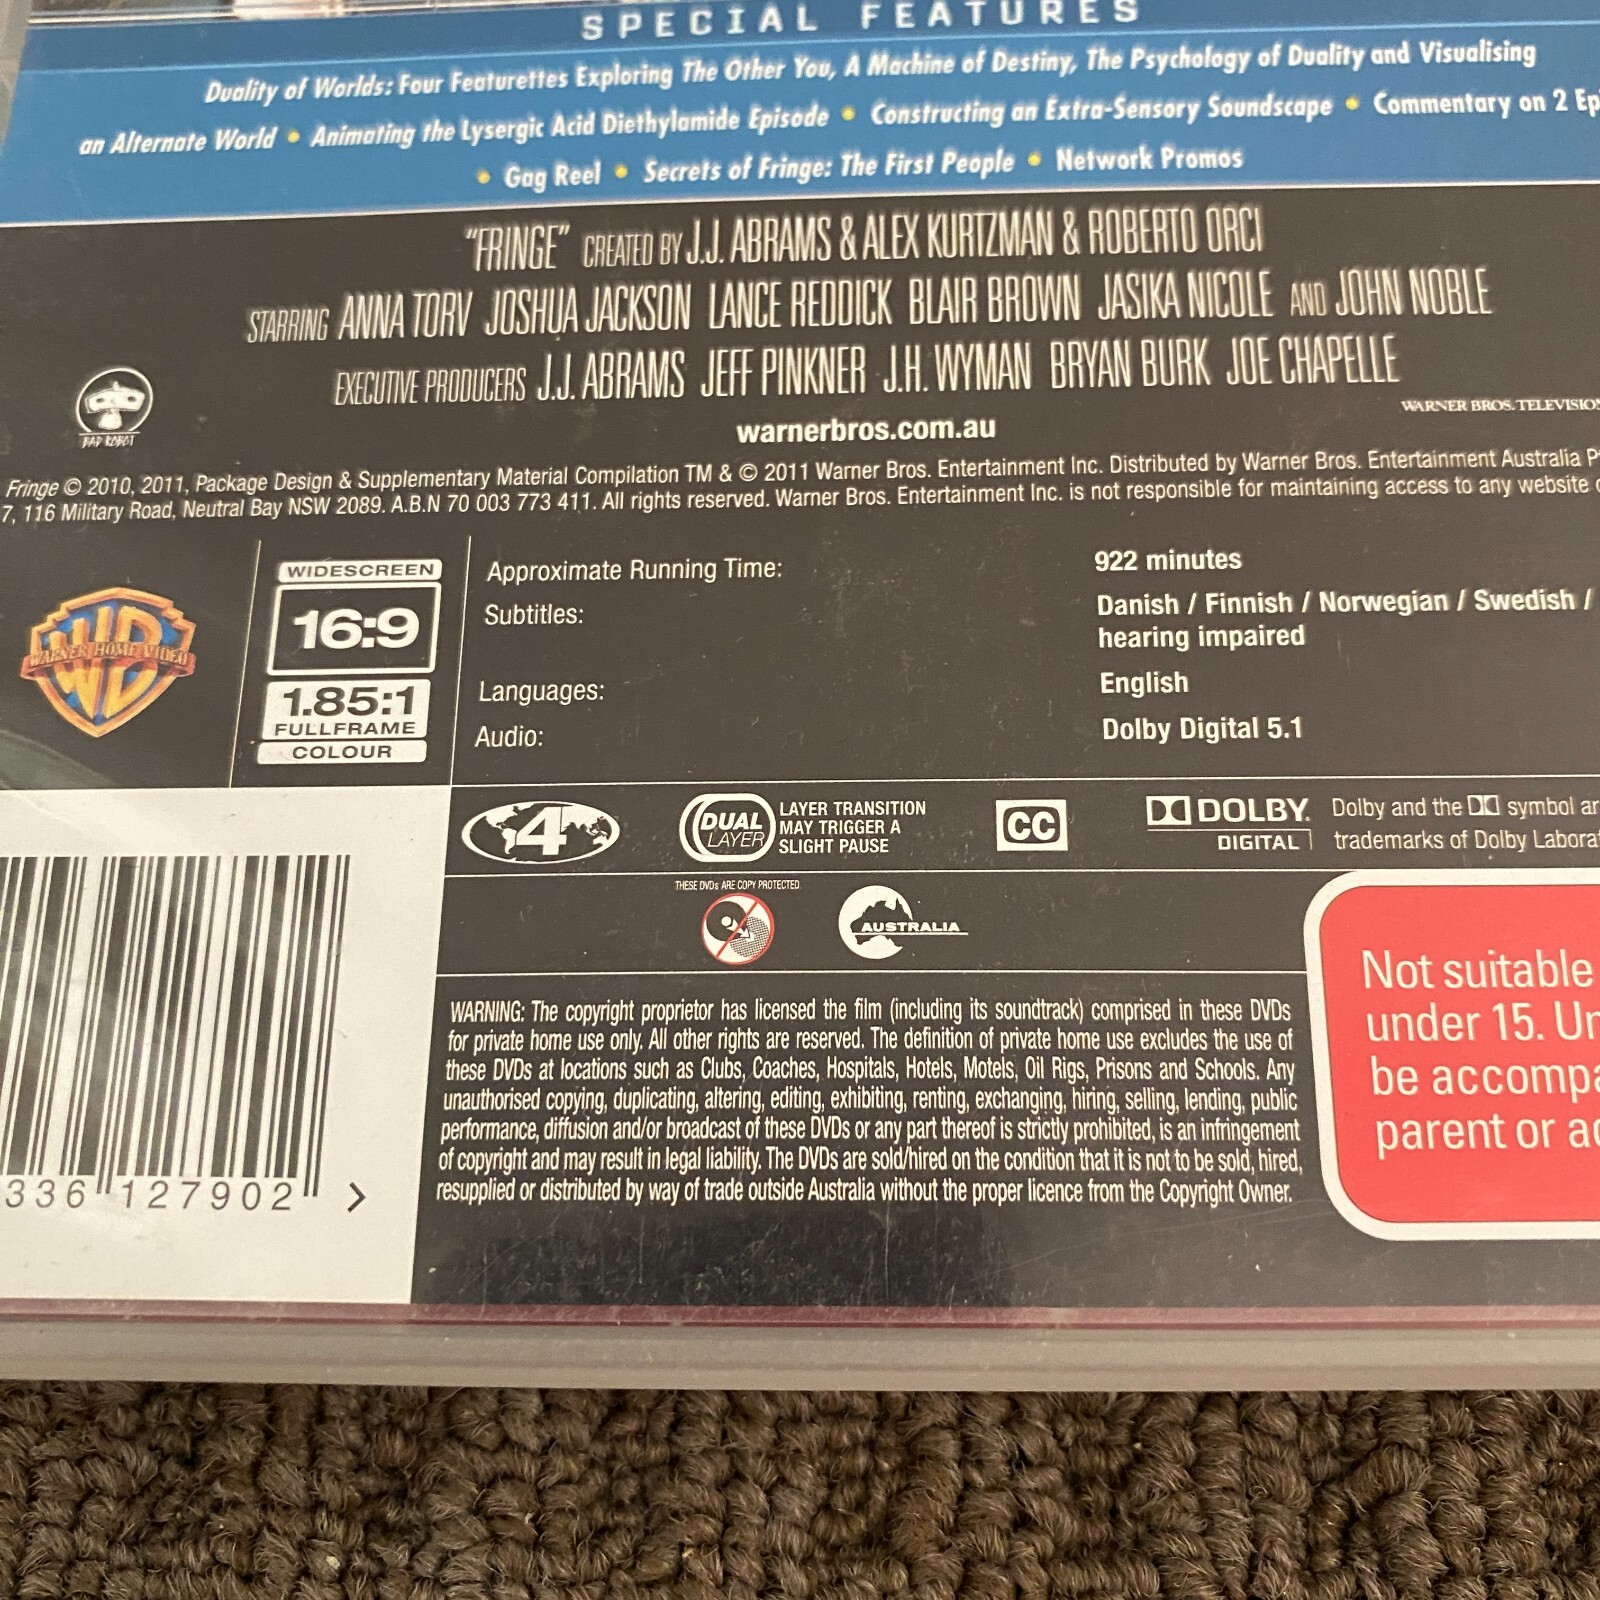 SPECIAL FEATURES
Duality of Worlds: Four Featurettes Exploring The Other You, A Machine of Destiny, The Psychology of Duality and Visualising
an Alternate World • Animating the Lysergic Acid Diethylamide Episode • Constructing an Extra-Sensory Soundscape • Commentary on 2 Ep
• Gag Reel • Secrets of Fringe: The First People • Network Promos
"FRINGE" CREATED BY J.J. ABRAMS & ALEX KURTZMAN & ROBERTO ORCI
STARRING ANNA TORV JOSHUA JACKSON LANCE REDDICK BLAIR BROWN JASIKA NICOLE AND JOHN NOBLE
EXECUTIVE PRODUCERS J.J. ABRAMS JEFF PINKNER J.H. WYMAN BRYAN BURK JOE CHAPELLE
BAD ROBOT
WARNER BROS. TELEVISION
warnerbros.com.au
Fringe © 2010, 2011, Package Design & Supplementary Material Compilation TM & © 2011 Warner Bros. Entertainment Inc. Distributed by Warner Bros. Entertainment Australia P
7, 116 Military Road, Neutral Bay NSW 2089. A.B.N 70 003 773 411. All rights reserved. Warner Bros. Entertainment Inc. is not responsible for maintaining access to any website
WB
WARNER HOME VIDEO
WIDESCREEN
16:9
1.85:1
FULLFRAME
COLOUR
Approximate Running Time: 922 minutes
Subtitles: Danish / Finnish / Norwegian / Swedish /
hearing impaired
Languages: English
Audio: Dolby Digital 5.1
4
DUAL LAYER
LAYER TRANSITION
MAY TRIGGER A
SLIGHT PAUSE
CC
DOLBY
DIGITAL
Dolby and the symbol ar
trademarks of Dolby Labora
THESE DVDs ARE COPY PROTECTED
AUSTRALIA
WARNING: The copyright proprietor has licensed the film (including its soundtrack) comprised in these DVDs
for private home use only. All other rights are reserved. The definition of private home use excludes the use of
these DVDs at locations such as Clubs, Coaches, Hospitals, Hotels, Motels, Oil Rigs, Prisons and Schools. Any
unauthorised copying, duplicating, altering, editing, exhibiting, renting, exchanging, hiring, selling, lending, public
performance, diffusion and/or broadcast of these DVDs or any part thereof is strictly prohibited, is an infringement
of copyright and may result in legal liability. The DVDs are sold/hired on the condition that it is not to be sold, hired,
resupplied or distributed by way of trade outside Australia without the proper licence from the Copyright Owner.
Not suitable
under 15. Un
be accompa
parent or ad
336 127902 >